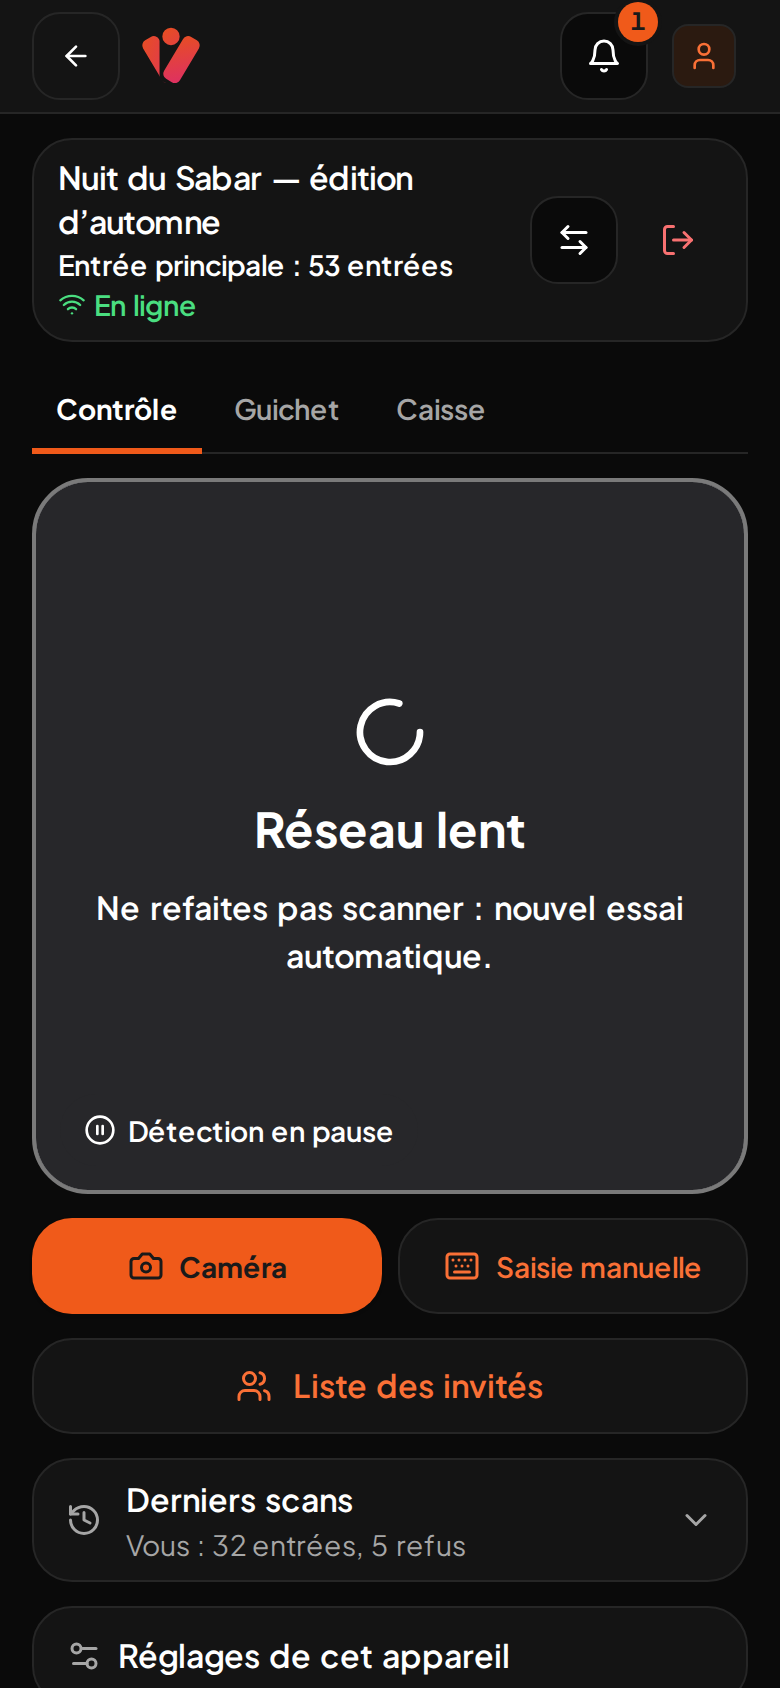 1
Nuit du Sabar — édition
d’automne
Entrée principale : 53 entrées
En ligne
Contrôle
Guichet
Caisse
Réseau lent
Ne refaites pas scanner : nouvel essai
automatique.
Détection en pause
Caméra
Saisie manuelle
Liste des invités
Derniers scans
Vous : 32 entrées, 5 refus
Réglages de cet appareil